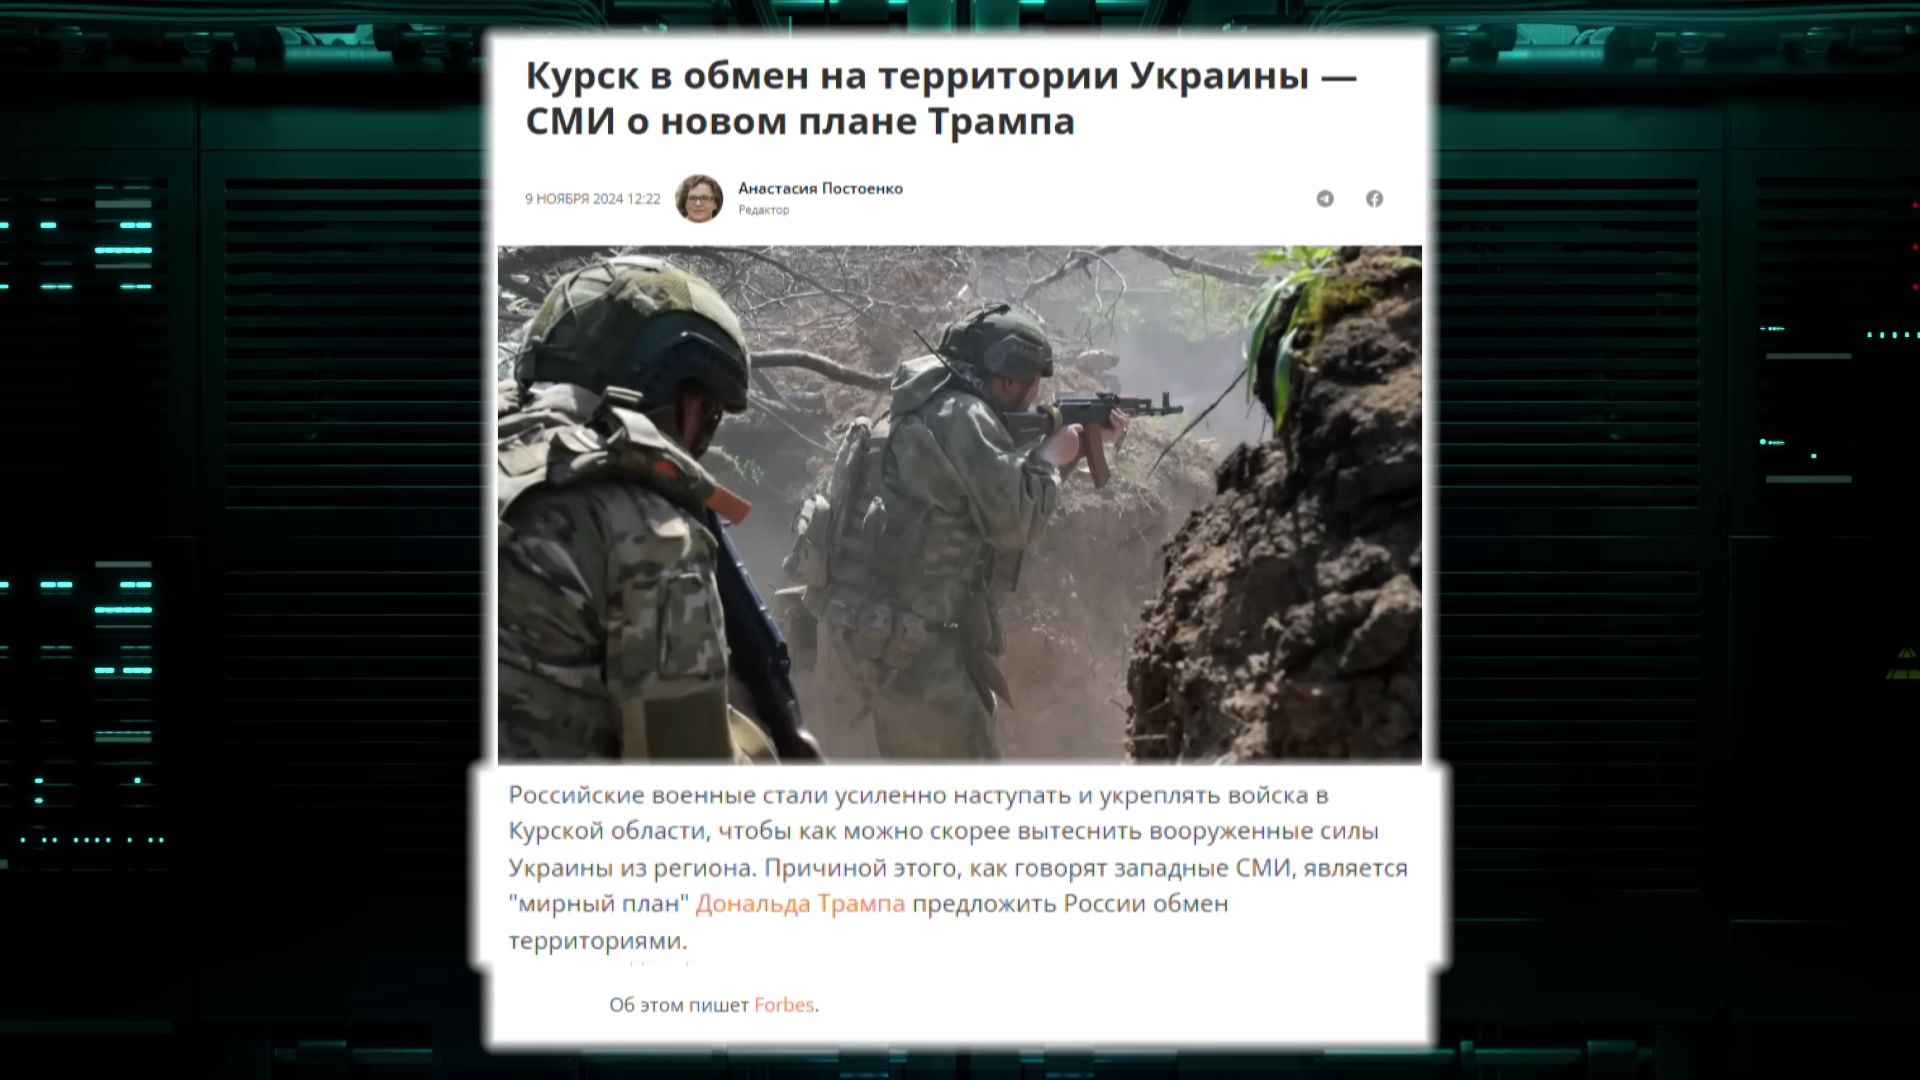 Курск в обмен на территории Украины —
СМИ о новом плане Трампа
9 НОЯБРЯ 2024 12:22
Анастасия Постоенко
Редактор
Российские военные стали усиленно наступать и укреплять войска в
Курской области, чтобы как можно скорее вытеснить вооруженные силы
Украины из региона. Причиной этого, как говорят западные СМИ, является
"мирный план" Дональда Трампа предложить России обмен
территориями.
Об этом пишет Forbes.